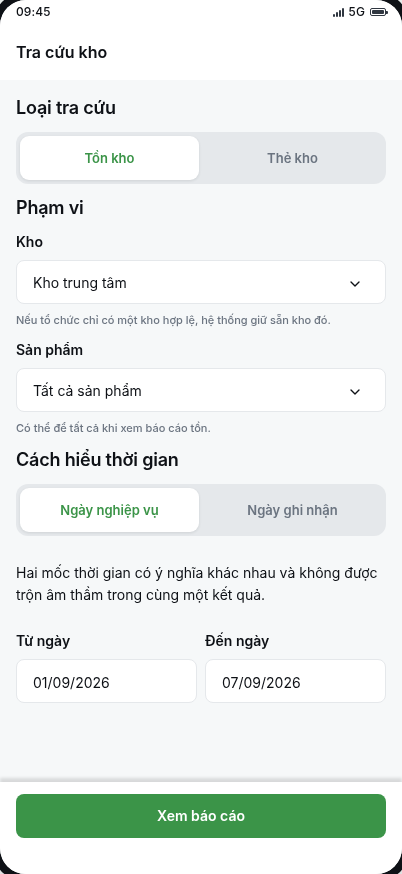 09:45
5G
Tra cứu kho
Loại tra cứu
Tồn kho
Thẻ kho
Phạm vi
Kho
Kho trung tâm
Nếu tổ chức chỉ có một kho hợp lệ, hệ thống giữ sẵn kho đó.
Sản phẩm
Tất cả sản phẩm
Có thể để tất cả khi xem báo cáo tồn.
Cách hiểu thời gian
Ngày nghiệp vụ
Ngày ghi nhận
Hai mốc thời gian có ý nghĩa khác nhau và không được
trộn âm thầm trong cùng một kết quả.
Từ ngày
Đến ngày
01/09/2026
07/09/2026
Xem báo cáo